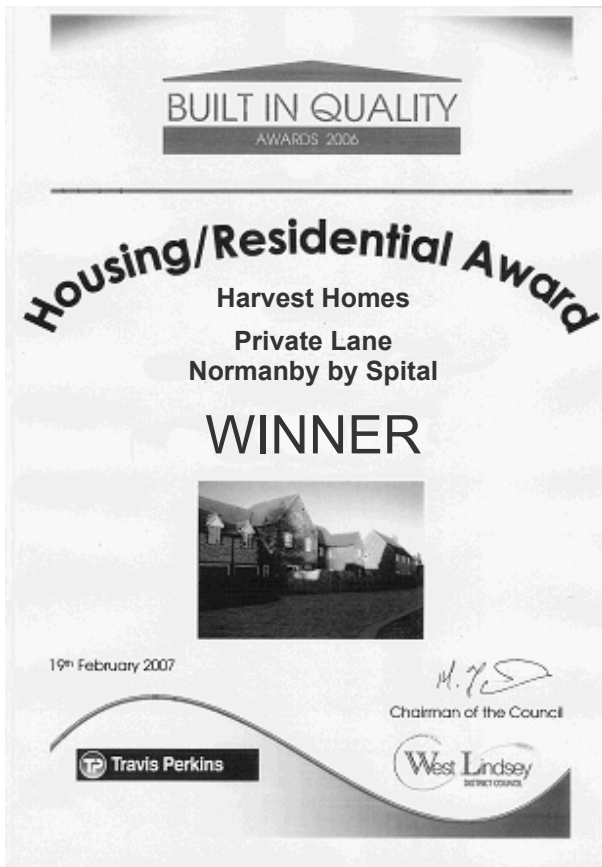 BUILT IN QUALITY
AWARDS 2006
Housing/Residential Award
Harvest Homes
Private Lane
Normanby by Spital
WINNER
19th February 2007
Chairman of the Council
TP Travis Perkins
West Lindsey
DISTRICT COUNCIL